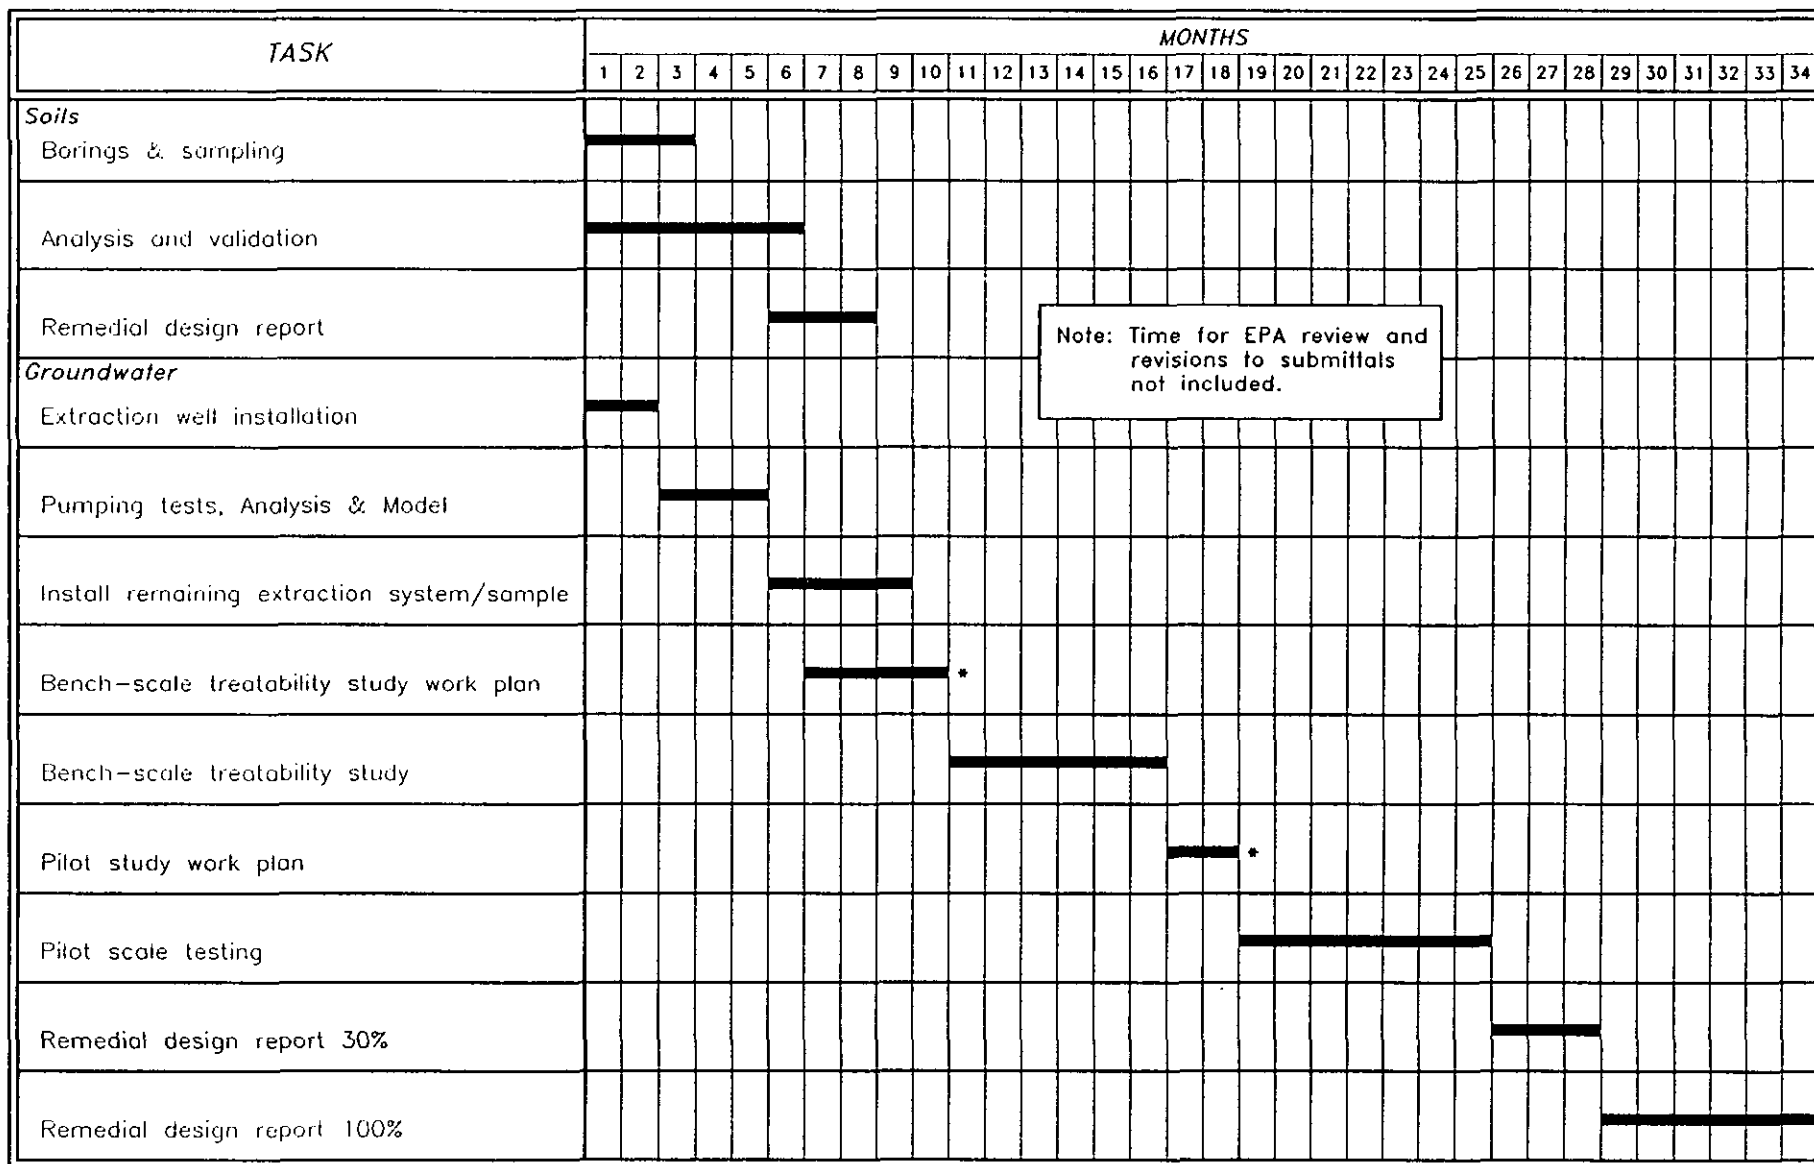 TASK
MONTHS
1 2 3 4 5 6 7 8 9 10 11 12 13 14 15 16 17 18 19 20 21 22 23 24 25 26 27 28 29 30 31 32 33 34
Soils
Borings & sampling
Analysis and validation
Remedial design report
Note: Time for EPA review and
revisions to submittals
not included.
Groundwater
Extraction well installation
Pumping tests, Analysis & Model
Install remaining extraction system/sample
Bench-scale treatability study work plan
*
Bench-scale treatability study
Pilot study work plan
*
Pilot scale testing
Remedial design report 30%
Remedial design report 100%